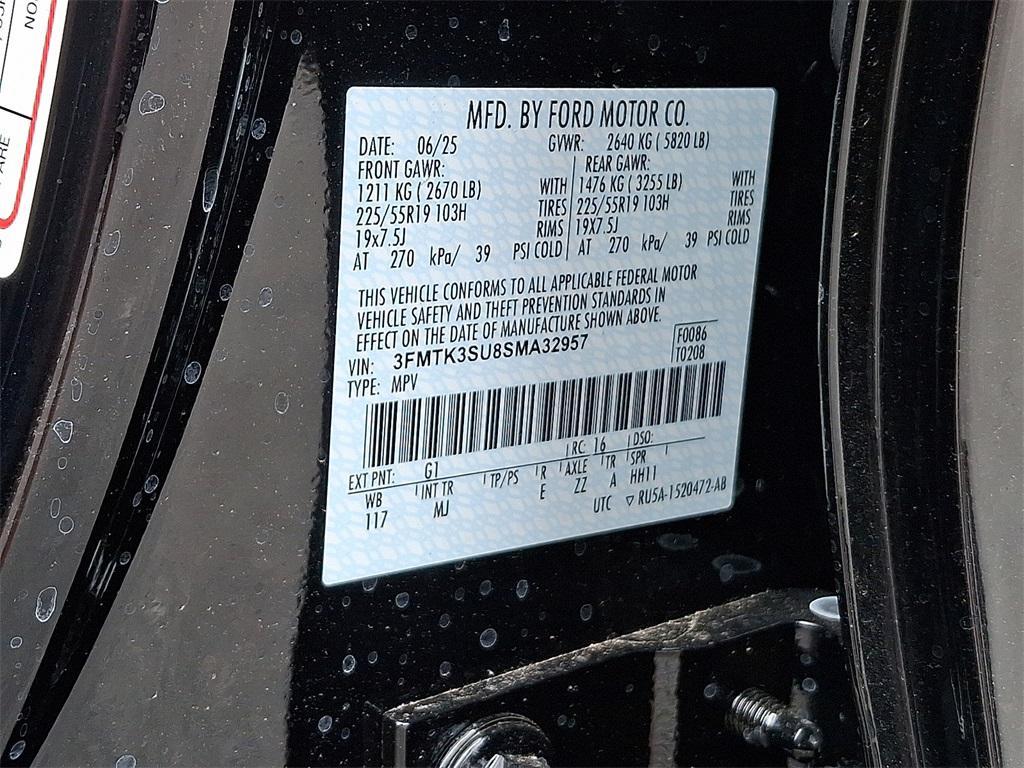 MFD. BY FORD MOTOR CO.
DATE: 06/25 GVWR: 2640 KG ( 5820 LB)
FRONT GAWR: REAR GAWR:
1211 KG ( 2670 LB) WITH 1476 KG ( 3255 LB) WITH
225/55R19 103H TIRES 225/55R19 103H TIRES
19x7.5J RIMS 19x7.5J RIMS
AT 270 kPa/ 39 PSI COLD AT 270 kPa/ 39 PSI COLD
THIS VEHICLE CONFORMS TO ALL APPLICABLE FEDERAL MOTOR
VEHICLE SAFETY AND THEFT PREVENTION STANDARDS IN
EFFECT ON THE DATE OF MANUFACTURE SHOWN ABOVE.
VIN: 3FMTK3SU8SMA32957 F0086
TYPE: MPV T0208
EXT PNT: G1 RC: 16 DSO:
WB INT TR TP/PS R AXLE TR SPR
117 MJ E ZZ A HH11
UTC ▽ RU5A-1520472-AB